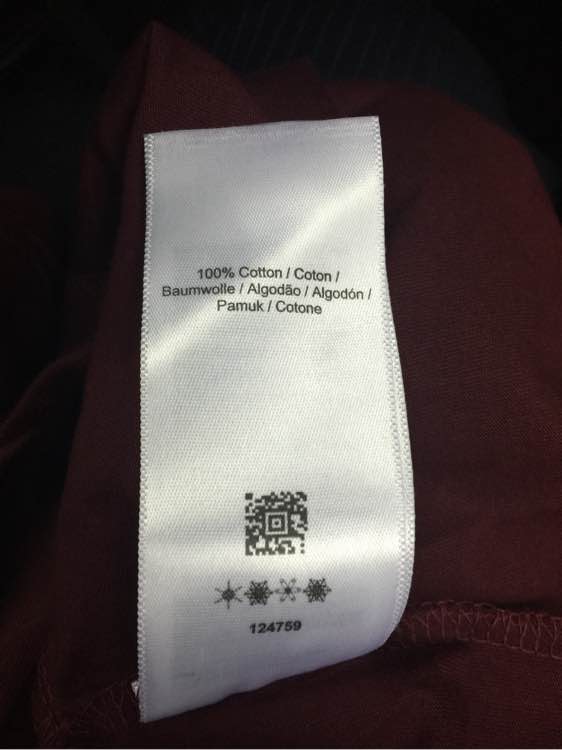 100% Cotton / Coton /
Baumwolle / Algodão / Algodón /
Pamuk / Cotone
124759